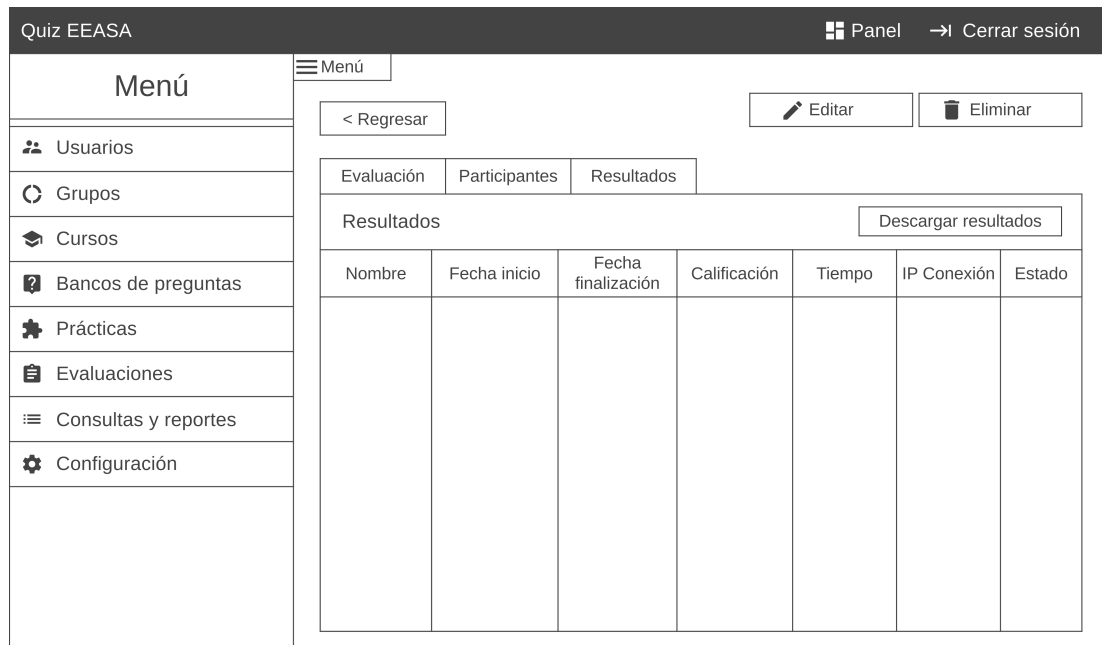 Quiz EEASA
Panel
Cerrar sesión
Menú
Usuarios
Grupos
Cursos
Bancos de preguntas
Prácticas
Evaluaciones
Consultas y reportes
Configuración
Menú
< Regresar
Editar
Eliminar
Evaluación
Participantes
Resultados
Resultados
Descargar resultados
Nombre
Fecha inicio
Fecha
finalización
Calificación
Tiempo
IP Conexión
Estado